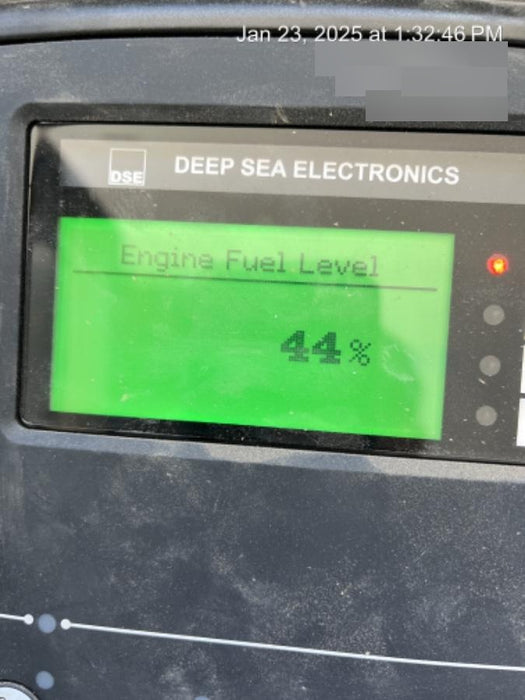 Jan 23, 2025 at 1:32:46 PM
DSE
DEEP SEA ELECTRONICS
Engine Fuel Level
44%